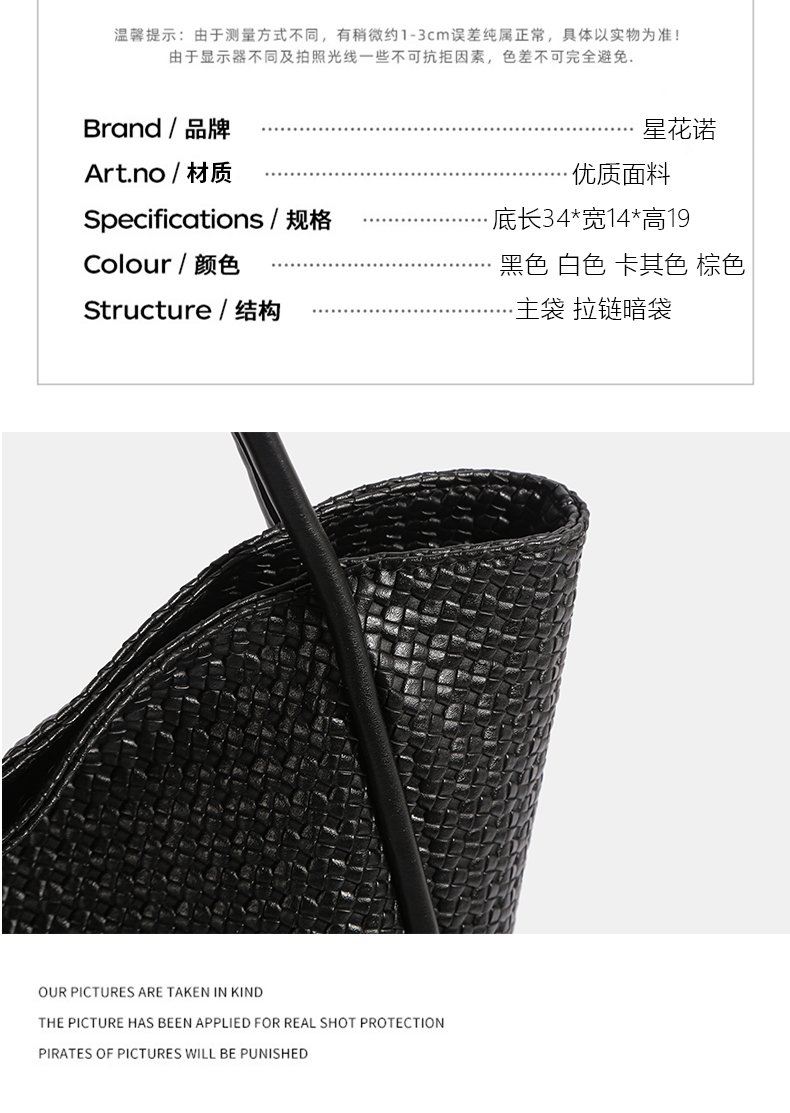 温馨提示：由于测量方式不同，有稍微约1-3cm误差纯属正常，具体以实物为准！
由于显示器不同及拍照光线一些不可抗拒因素，色差不可完全避免.
Brand / 品牌 星花诺
Art.no / 材质 优质面料
Specifications / 规格 底长34*宽14*高19
Colour / 颜色 黑色 白色 卡其色 棕色
Structure / 结构 主袋 拉链暗袋
OUR PICTURES ARE TAKEN IN KIND
THE PICTURE HAS BEEN APPLIED FOR REAL SHOT PROTECTION
PIRATES OF PICTURES WILL BE PUNISHED